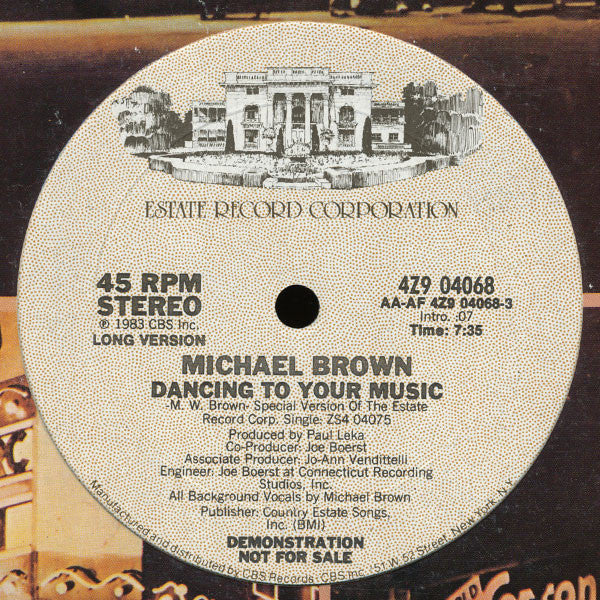 ESTATE RECORD CORPORATION
45 RPM
STEREO
℗ 1983 CBS Inc.
LONG VERSION
4Z9 04068
AA-AF 4Z9 04068-3
Intro. :07
Time: 7:35
MICHAEL BROWN
DANCING TO YOUR MUSIC
-M. W. Brown- Special Version Of The Estate
Record Corp. Single: ZS4 04075
Produced by Paul Leka
Co-Producer: Joe Boerst
Associate Producer: Jo-Ann Vendittelli
Engineer: Joe Boerst at Connecticut Recording
Studios, Inc.
All Background Vocals by Michael Brown
Publisher: Country Estate Songs,
Inc. (BMI)
DEMONSTRATION
NOT FOR SALE
Manufactured and distributed by CBS Records/CBS Inc./51 W. 52 Street, New York, N.Y.